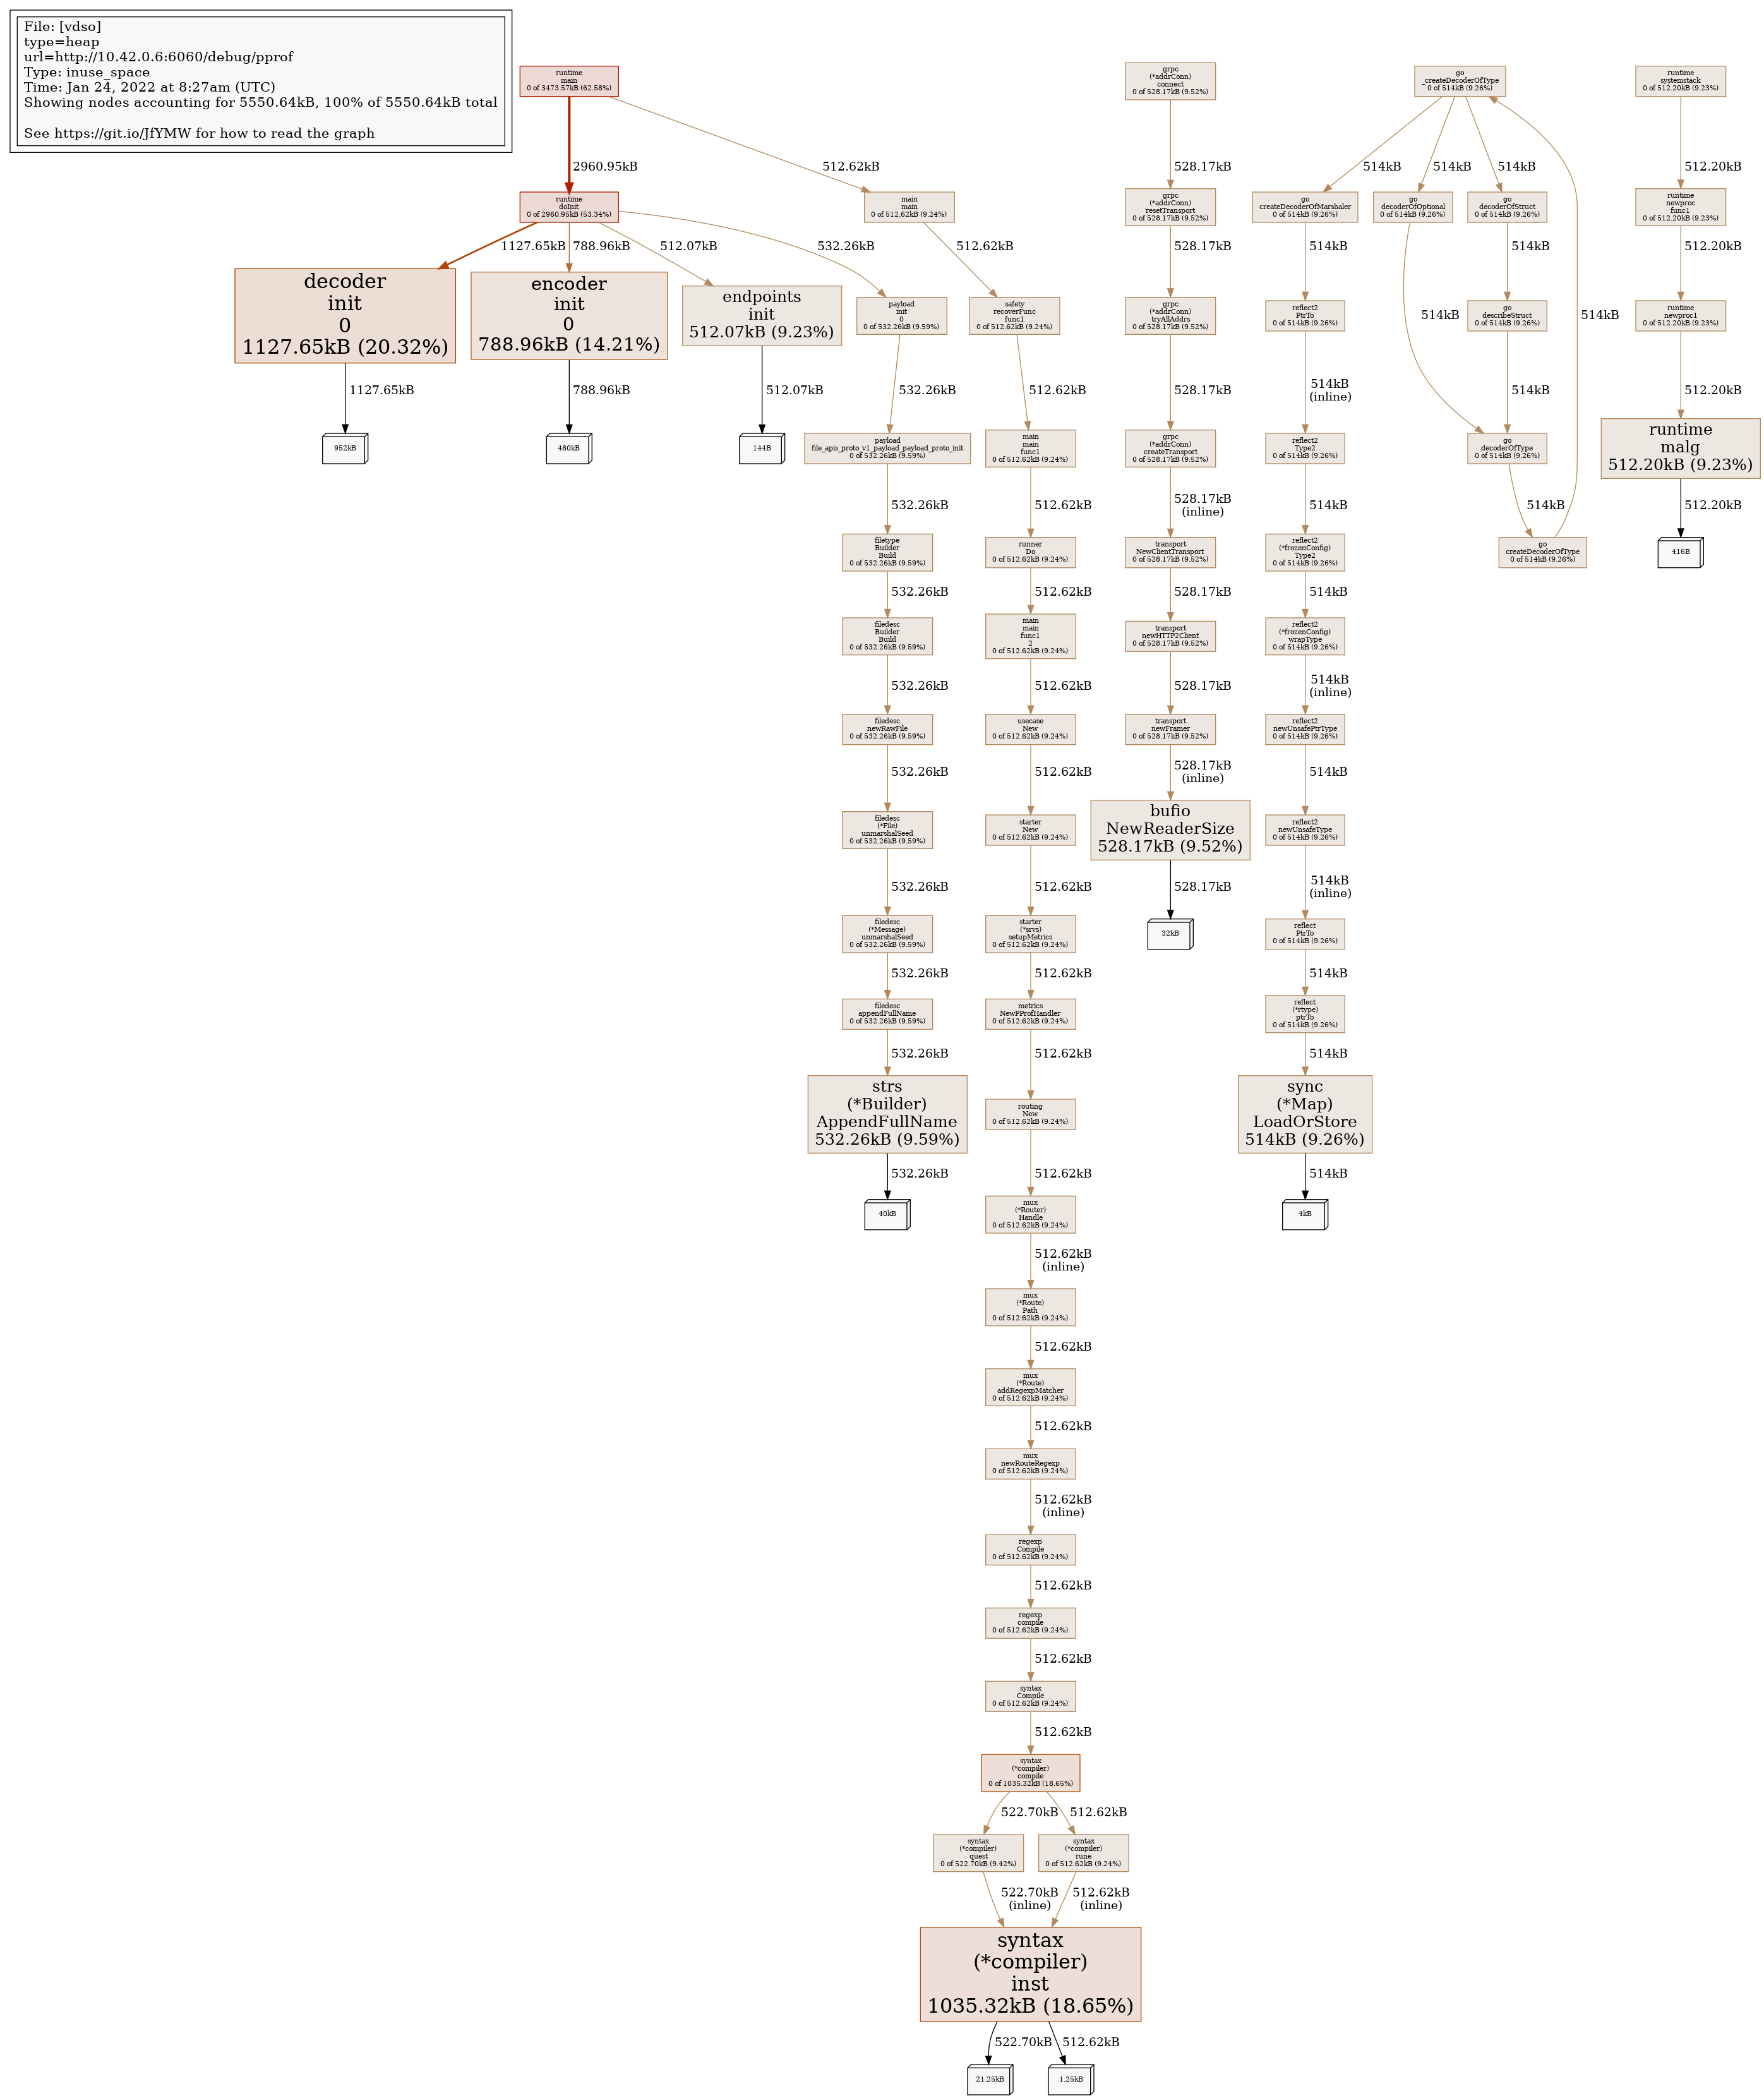 File: [vdso]
type=heap
url=http://10.42.0.6:6060/debug/pprof
Type: inuse_space
Time: Jan 24, 2022 at 8:27am (UTC)
Showing nodes accounting for 5550.64kB, 100% of 5550.64kB total
See https://git.io/JfYMW for how to read the graph
runtime
main
0 of 3473.57kB (62.58%)
2960.95kB
512.62kB
runtime
doInit
0 of 2960.95kB (53.34%)
1127.65kB
788.96kB
512.07kB
532.26kB
decoder
init
0
1127.65kB (20.32%)
1127.65kB
952kB
encoder
init
0
788.96kB (14.21%)
788.96kB
480kB
endpoints
init
512.07kB (9.23%)
512.07kB
144B
payload
init
0
0 of 532.26kB (9.59%)
532.26kB
payload
file_apis_proto_v1_payload_payload_proto_init
0 of 532.26kB (9.59%)
532.26kB
filetype
Builder
Build
0 of 532.26kB (9.59%)
532.26kB
filedesc
Builder
Build
0 of 532.26kB (9.59%)
532.26kB
filedesc
newRawFile
0 of 532.26kB (9.59%)
532.26kB
filedesc
(*File)
unmarshalSeed
0 of 532.26kB (9.59%)
532.26kB
filedesc
(*Message)
unmarshalSeed
0 of 532.26kB (9.59%)
532.26kB
filedesc
appendFullName
0 of 532.26kB (9.59%)
532.26kB
strs
(*Builder)
AppendFullName
532.26kB (9.59%)
532.26kB
40kB
main
main
0 of 512.62kB (9.24%)
512.62kB
safety
recoverFunc
func1
0 of 512.62kB (9.24%)
512.62kB
main
main
func1
0 of 512.62kB (9.24%)
512.62kB
runner
Do
0 of 512.62kB (9.24%)
512.62kB
main
main
func1
2
0 of 512.62kB (9.24%)
512.62kB
usecase
New
0 of 512.62kB (9.24%)
512.62kB
starter
New
0 of 512.62kB (9.24%)
512.62kB
starter
(*srvs)
setupMetrics
0 of 512.62kB (9.24%)
512.62kB
metrics
NewPProfHandler
0 of 512.62kB (9.24%)
512.62kB
routing
New
0 of 512.62kB (9.24%)
512.62kB
mux
(*Router)
Handle
0 of 512.62kB (9.24%)
512.62kB
(inline)
mux
(*Route)
Path
0 of 512.62kB (9.24%)
512.62kB
mux
(*Route)
addRegexpMatcher
0 of 512.62kB (9.24%)
512.62kB
mux
newRouteRegexp
0 of 512.62kB (9.24%)
512.62kB
(inline)
regexp
Compile
0 of 512.62kB (9.24%)
512.62kB
regexp
compile
0 of 512.62kB (9.24%)
512.62kB
syntax
Compile
0 of 512.62kB (9.24%)
512.62kB
syntax
(*compiler)
compile
0 of 1035.32kB (18.65%)
522.70kB
512.62kB
syntax
(*compiler)
quest
0 of 522.70kB (9.42%)
522.70kB
(inline)
syntax
(*compiler)
rune
0 of 512.62kB (9.24%)
512.62kB
(inline)
syntax
(*compiler)
inst
1035.32kB (18.65%)
522.70kB
512.62kB
21.25kB
1.25kB
grpc
(*addrConn)
connect
0 of 528.17kB (9.52%)
528.17kB
grpc
(*addrConn)
resetTransport
0 of 528.17kB (9.52%)
528.17kB
grpc
(*addrConn)
tryAllAddrs
0 of 528.17kB (9.52%)
528.17kB
grpc
(*addrConn)
createTransport
0 of 528.17kB (9.52%)
528.17kB
(inline)
transport
NewClientTransport
0 of 528.17kB (9.52%)
528.17kB
transport
newHTTP2Client
0 of 528.17kB (9.52%)
528.17kB
transport
newFramer
0 of 528.17kB (9.52%)
528.17kB
(inline)
bufio
NewReaderSize
528.17kB (9.52%)
528.17kB
32kB
go
_createDecoderOfType
0 of 514kB (9.26%)
514kB
514kB
514kB
go
createDecoderOfMarshaler
0 of 514kB (9.26%)
514kB
go
decoderOfOptional
0 of 514kB (9.26%)
514kB
go
decoderOfStruct
0 of 514kB (9.26%)
514kB
go
describeStruct
0 of 514kB (9.26%)
514kB
go
decoderOfType
0 of 514kB (9.26%)
514kB
go
createDecoderOfType
0 of 514kB (9.26%)
514kB
reflect2
PtrTo
0 of 514kB (9.26%)
514kB
(inline)
reflect2
Type2
0 of 514kB (9.26%)
514kB
reflect2
(*frozenConfig)
Type2
0 of 514kB (9.26%)
514kB
reflect2
(*frozenConfig)
wrapType
0 of 514kB (9.26%)
514kB
(inline)
reflect2
newUnsafePtrType
0 of 514kB (9.26%)
514kB
reflect2
newUnsafeType
0 of 514kB (9.26%)
514kB
(inline)
reflect
PtrTo
0 of 514kB (9.26%)
514kB
reflect
(*rtype)
ptrTo
0 of 514kB (9.26%)
514kB
sync
(*Map)
LoadOrStore
514kB (9.26%)
514kB
4kB
runtime
systemstack
0 of 512.20kB (9.23%)
512.20kB
runtime
newproc
func1
0 of 512.20kB (9.23%)
512.20kB
runtime
newproc1
0 of 512.20kB (9.23%)
512.20kB
runtime
malg
512.20kB (9.23%)
512.20kB
416B